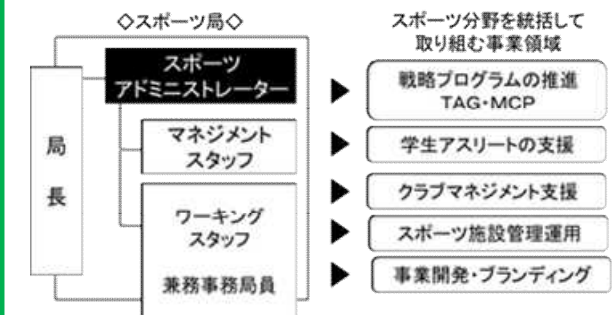 ◇スポーツ局◇
局
長
スポーツ
アドミニストレーター
マネジメント
スタッフ
ワーキング
スタッフ
兼務事務局員
スポーツ分野を統括して
取り組む事業領域
戦略プログラムの推進
TAG・MCP
学生アスリートの支援
クラブマネジメント支援
スポーツ施設管理運用
事業開発・ブランディング